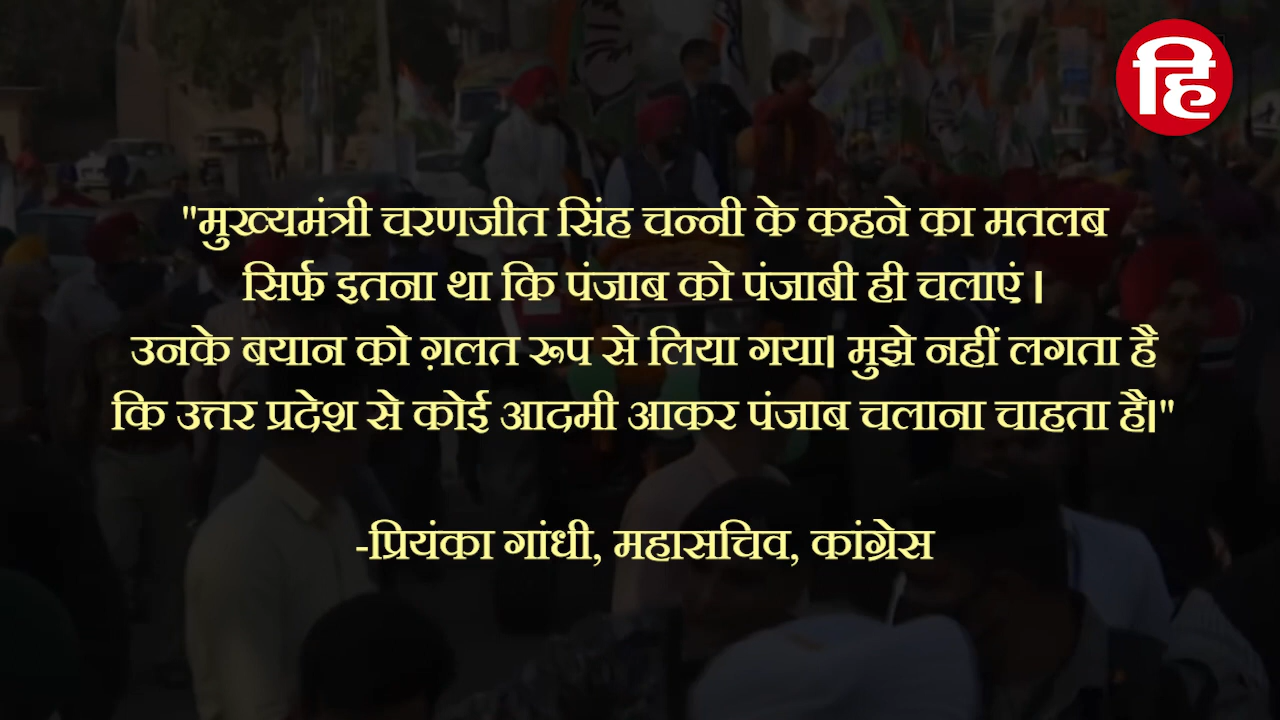 हि
"मुख्यमंत्री चरणजीत सिंह चन्नी के कहने का मतलब
सिर्फ इतना था कि पंजाब को पंजाबी ही चलाएं ।
उनके बयान को ग़लत रूप से लिया गया। मुझे नहीं लगता है
कि उत्तर प्रदेश से कोई आदमी आकर पंजाब चलाना चाहता है।"
-प्रियंका गांधी, महासचिव, कांग्रेस